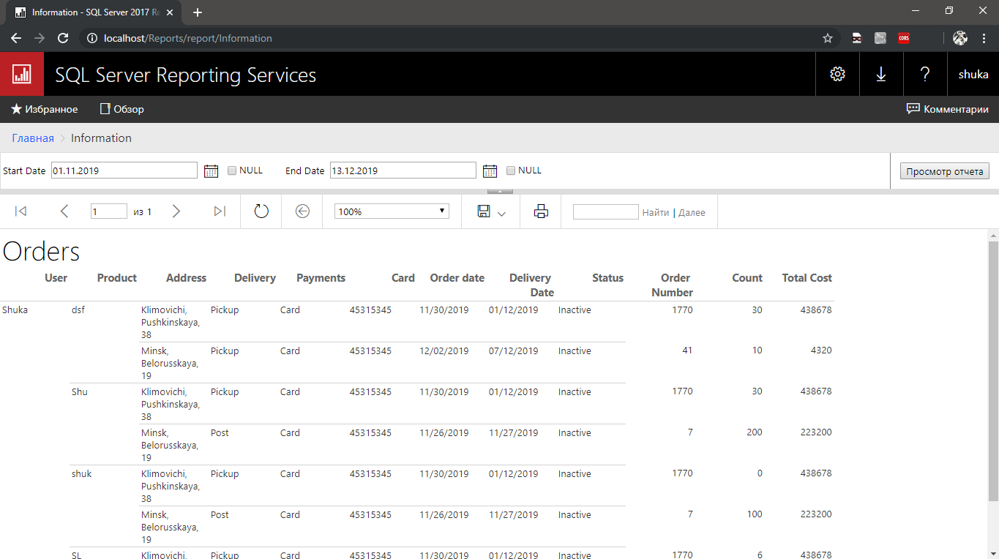 Information - SQL Server 2017 Re
localhost/Reports/report/Information
CORS
SQL Server Reporting Services
?
shuka
Избранное Обзор Комментарии
Главная > Information
Start Date 01.11.2019 NULL End Date 13.12.2019 NULL Просмотр отчета
1 из 1 100% Найти | Далее
Orders
User Product Address Delivery Payments Card Order date Delivery Status Order Count Total Cost
Date Number
Shuka dsf Klimovichi, Pickup Card 45315345 11/30/2019 01/12/2019 Inactive 1770 30 438678
Pushkinskaya,
38
Minsk, Pickup Card 45315345 12/02/2019 07/12/2019 Inactive 41 10 4320
Belorusskaya,
19
Shu Klimovichi, Pickup Card 45315345 11/30/2019 01/12/2019 Inactive 1770 30 438678
Pushkinskaya,
38
Minsk, Post Card 45315345 11/26/2019 11/27/2019 Inactive 7 200 223200
Belorusskaya,
19
shuk Klimovichi, Pickup Card 45315345 11/30/2019 01/12/2019 Inactive 1770 0 438678
Pushkinskaya,
38
Minsk, Post Card 45315345 11/26/2019 11/27/2019 Inactive 7 100 223200
Belorusskaya,
19
SL Klimovichi, Pickup Card 45315345 11/30/2019 01/12/2019 Inactive 1770 6 438678